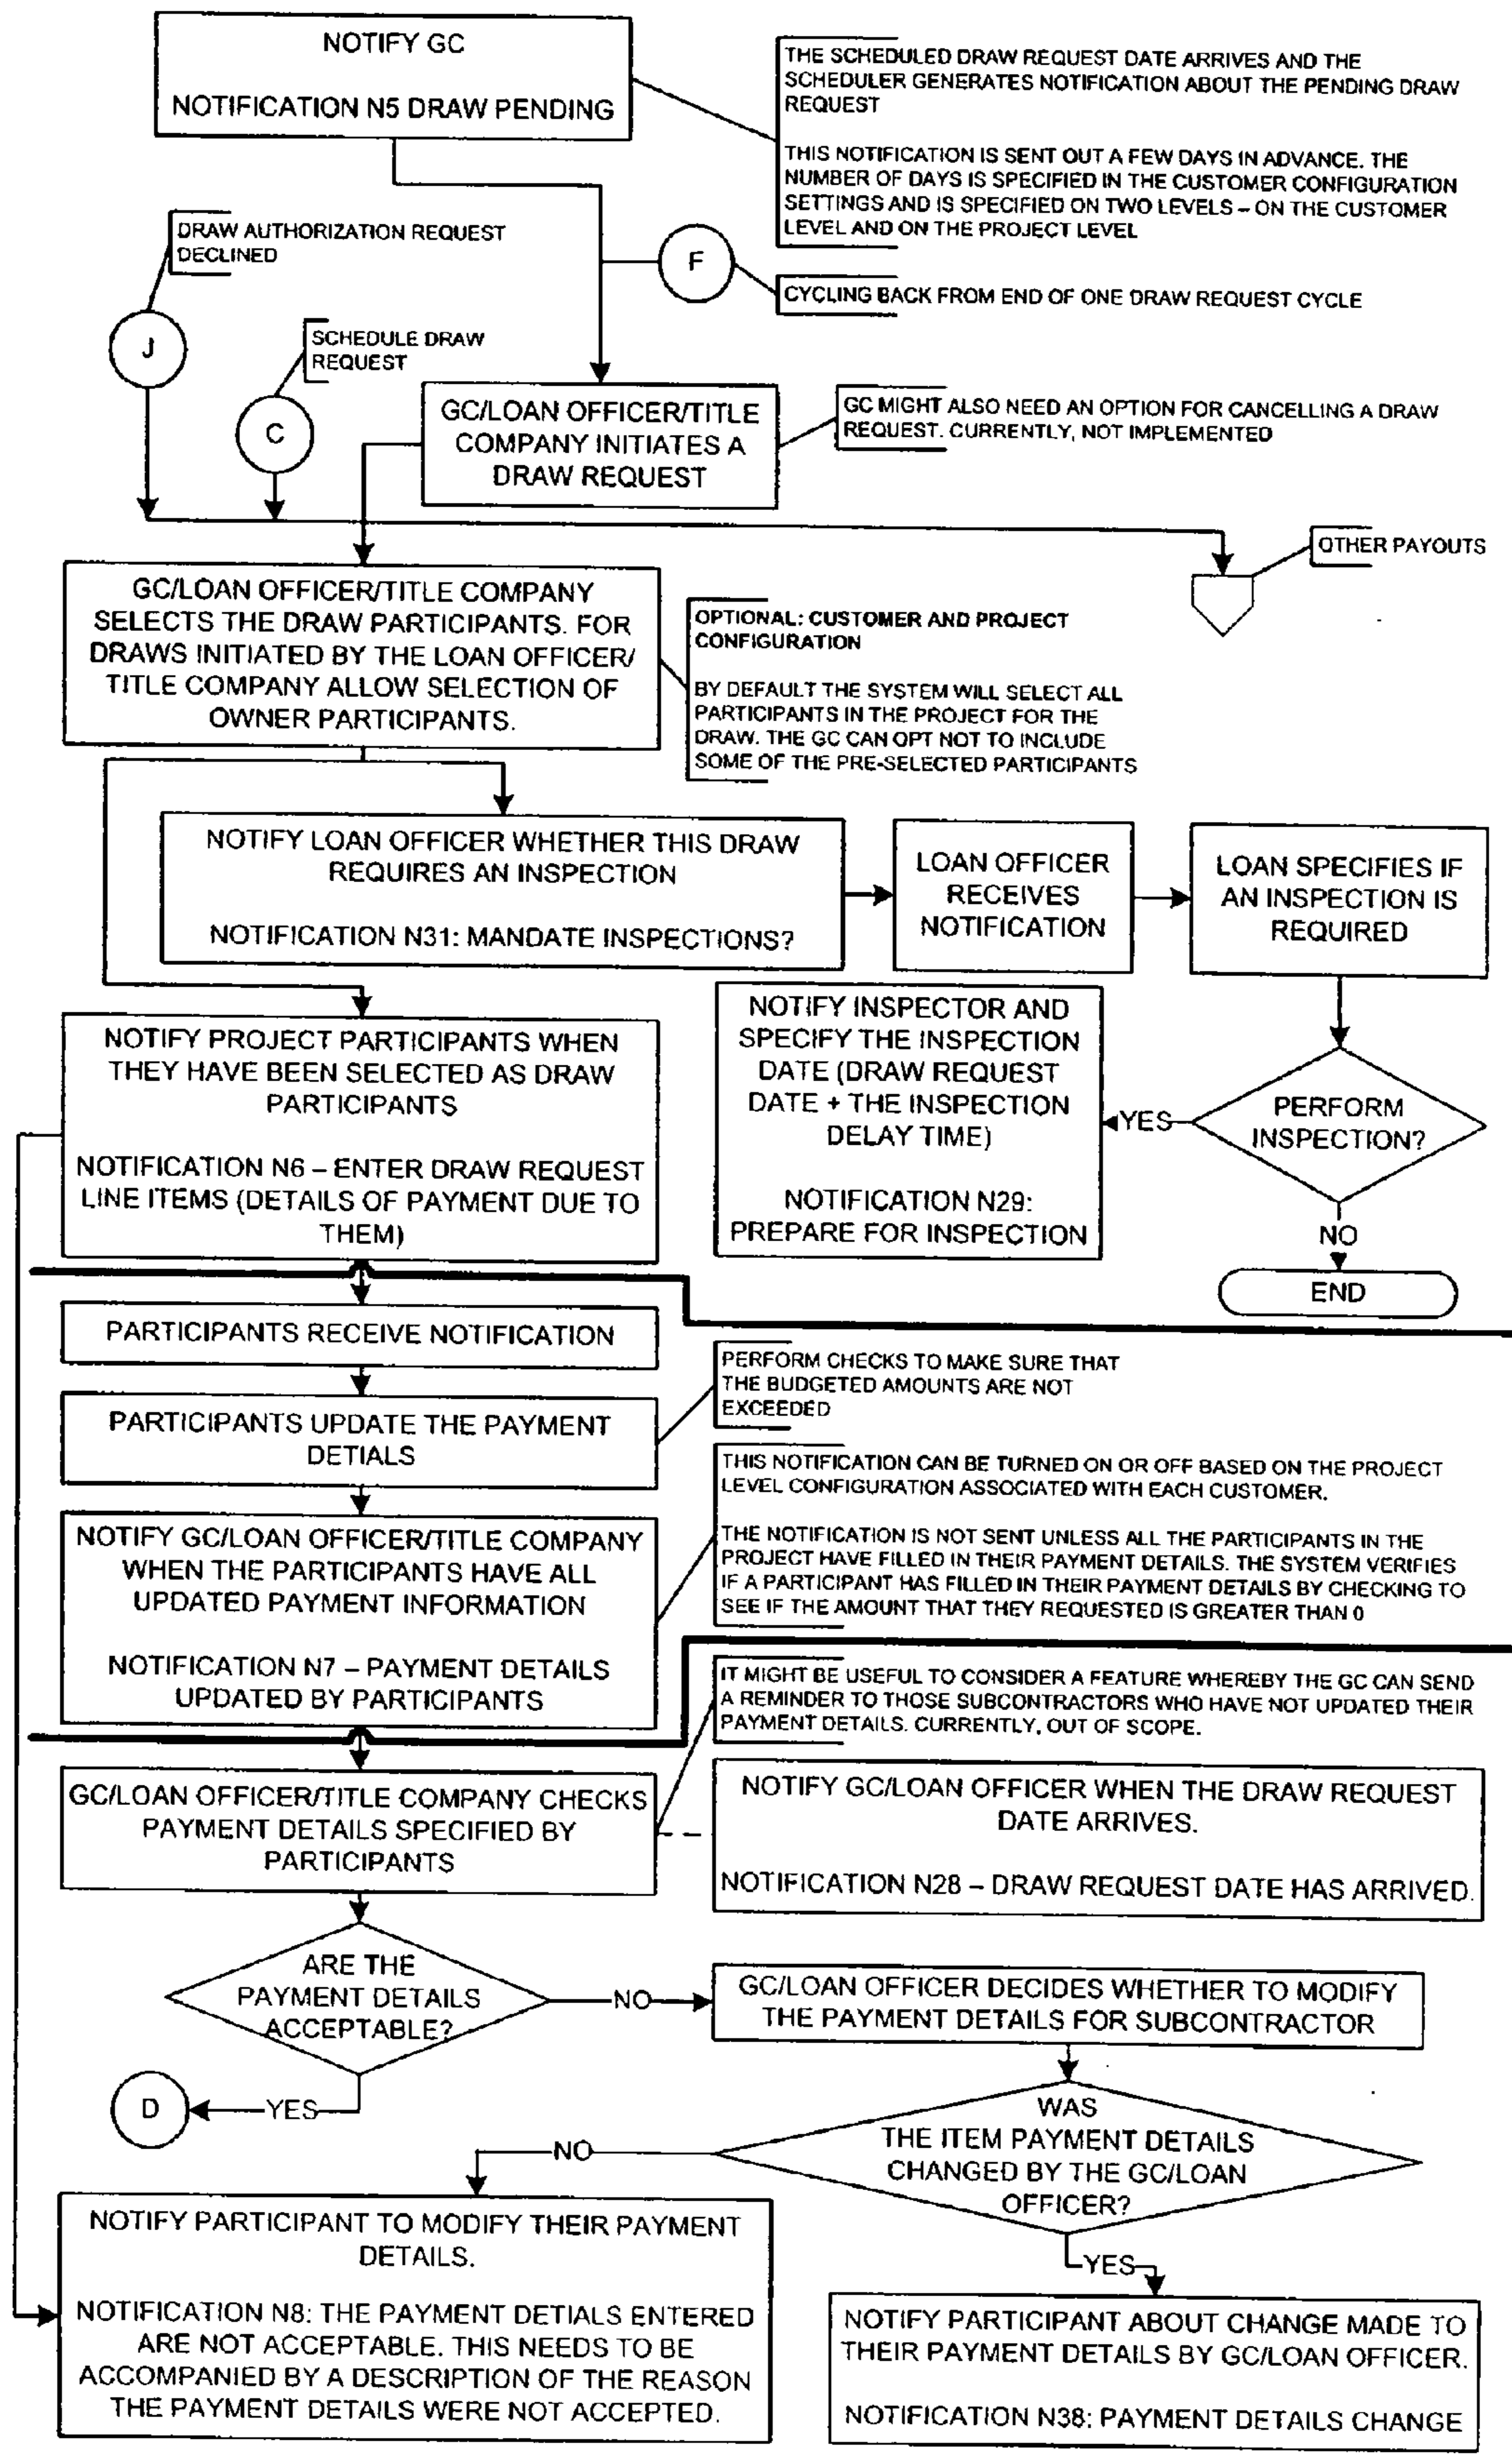 NOTIFY GC
NOTIFICATION N5 DRAW PENDING
THE SCHEDULED DRAW REQUEST DATE ARRIVES AND THE
SCHEDULER GENERATES NOTIFICATION ABOUT THE PENDING DRAW
REQUEST
THIS NOTIFICATION IS SENT OUT A FEW DAYS IN ADVANCE. THE
NUMBER OF DAYS IS SPECIFIED IN THE CUSTOMER CONFIGURATION
SETTINGS AND IS SPECIFIED ON TWO LEVELS – ON THE CUSTOMER
LEVEL AND ON THE PROJECT LEVEL
DRAW AUTHORIZATION REQUEST
DECLINED
F
CYCLING BACK FROM END OF ONE DRAW REQUEST CYCLE
J
SCHEDULE DRAW
REQUEST
C
GC/LOAN OFFICER/TITLE
COMPANY INITIATES A
DRAW REQUEST
GC MIGHT ALSO NEED AN OPTION FOR CANCELLING A DRAW
REQUEST. CURRENTLY, NOT IMPLEMENTED
OTHER PAYOUTS
GC/LOAN OFFICER/TITLE COMPANY
SELECTS THE DRAW PARTICIPANTS. FOR
DRAWS INITIATED BY THE LOAN OFFICER/
TITLE COMPANY ALLOW SELECTION OF
OWNER PARTICIPANTS.
OPTIONAL: CUSTOMER AND PROJECT
CONFIGURATION
BY DEFAULT THE SYSTEM WILL SELECT ALL
PARTICIPANTS IN THE PROJECT FOR THE
DRAW. THE GC CAN OPT NOT TO INCLUDE
SOME OF THE PRE-SELECTED PARTICIPANTS
NOTIFY LOAN OFFICER WHETHER THIS DRAW
REQUIRES AN INSPECTION
NOTIFICATION N31: MANDATE INSPECTIONS?
LOAN OFFICER
RECEIVES
NOTIFICATION
LOAN SPECIFIES IF
AN INSPECTION IS
REQUIRED
NOTIFY PROJECT PARTICIPANTS WHEN
THEY HAVE BEEN SELECTED AS DRAW
PARTICIPANTS
NOTIFICATION N6 – ENTER DRAW REQUEST
LINE ITEMS (DETAILS OF PAYMENT DUE TO
THEM)
NOTIFY INSPECTOR AND
SPECIFY THE INSPECTION
DATE (DRAW REQUEST
DATE + THE INSPECTION
DELAY TIME)
NOTIFICATION N29:
PREPARE FOR INSPECTION
YES
PERFORM
INSPECTION?
NO
END
PARTICIPANTS RECEIVE NOTIFICATION
PARTICIPANTS UPDATE THE PAYMENT
DETIALS
PERFORM CHECKS TO MAKE SURE THAT
THE BUDGETED AMOUNTS ARE NOT
EXCEEDED
NOTIFY GC/LOAN OFFICER/TITLE COMPANY
WHEN THE PARTICIPANTS HAVE ALL
UPDATED PAYMENT INFORMATION
NOTIFICATION N7 – PAYMENT DETAILS
UPDATED BY PARTICIPANTS
THIS NOTIFICATION CAN BE TURNED ON OR OFF BASED ON THE PROJECT
LEVEL CONFIGURATION ASSOCIATED WITH EACH CUSTOMER.
THE NOTIFICATION IS NOT SENT UNLESS ALL THE PARTICIPANTS IN THE
PROJECT HAVE FILLED IN THEIR PAYMENT DETAILS. THE SYSTEM VERIFIES
IF A PARTICIPANT HAS FILLED IN THEIR PAYMENT DETAILS BY CHECKING TO
SEE IF THE AMOUNT THAT THEY REQUESTED IS GREATER THAN 0
IT MIGHT BE USEFUL TO CONSIDER A FEATURE WHEREBY THE GC CAN SEND
A REMINDER TO THOSE SUBCONTRACTORS WHO HAVE NOT UPDATED THEIR
PAYMENT DETAILS. CURRENTLY, OUT OF SCOPE.
GC/LOAN OFFICER/TITLE COMPANY CHECKS
PAYMENT DETAILS SPECIFIED BY
PARTICIPANTS
NOTIFY GC/LOAN OFFICER WHEN THE DRAW REQUEST
DATE ARRIVES.
NOTIFICATION N28 – DRAW REQUEST DATE HAS ARRIVED.
ARE THE
PAYMENT DETAILS
ACCEPTABLE?
NO
GC/LOAN OFFICER DECIDES WHETHER TO MODIFY
THE PAYMENT DETAILS FOR SUBCONTRACTOR
D
YES
WAS
THE ITEM PAYMENT DETAILS
CHANGED BY THE GC/LOAN
OFFICER?
NO
YES
NOTIFY PARTICIPANT TO MODIFY THEIR PAYMENT
DETAILS.
NOTIFICATION N8: THE PAYMENT DETIALS ENTERED
ARE NOT ACCEPTABLE. THIS NEEDS TO BE
ACCOMPANIED BY A DESCRIPTION OF THE REASON
THE PAYMENT DETAILS WERE NOT ACCEPTED.
NOTIFY PARTICIPANT ABOUT CHANGE MADE TO
THEIR PAYMENT DETAILS BY GC/LOAN OFFICER.
NOTIFICATION N38: PAYMENT DETAILS CHANGE